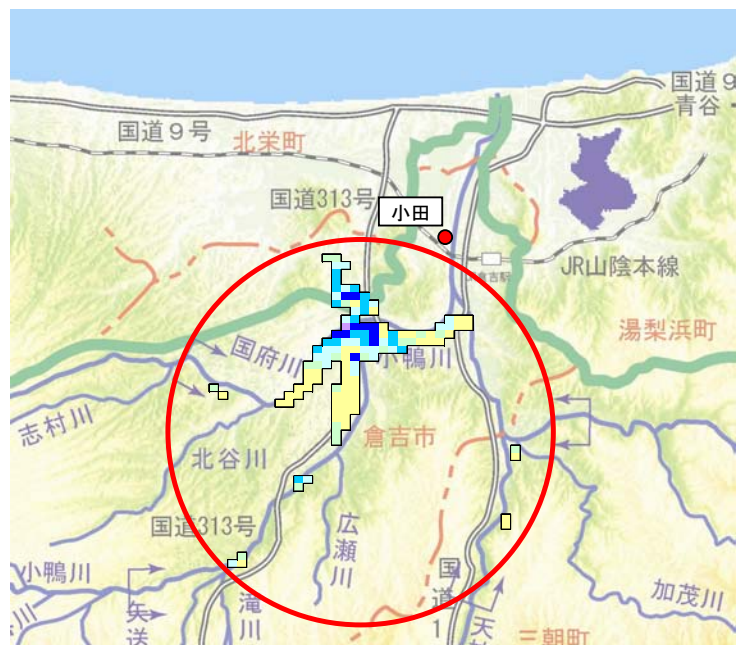 国道9
青谷
国道９号
北栄町
国道313号
小田
JR倉吉駅
JR山陰本線
湯梨浜町
国府川
小鴨川
志村川
倉吉市
北谷川
国道313号
広瀬川
小鴨川
国道1
加茂川
矢送
滝川
天神
三朝町